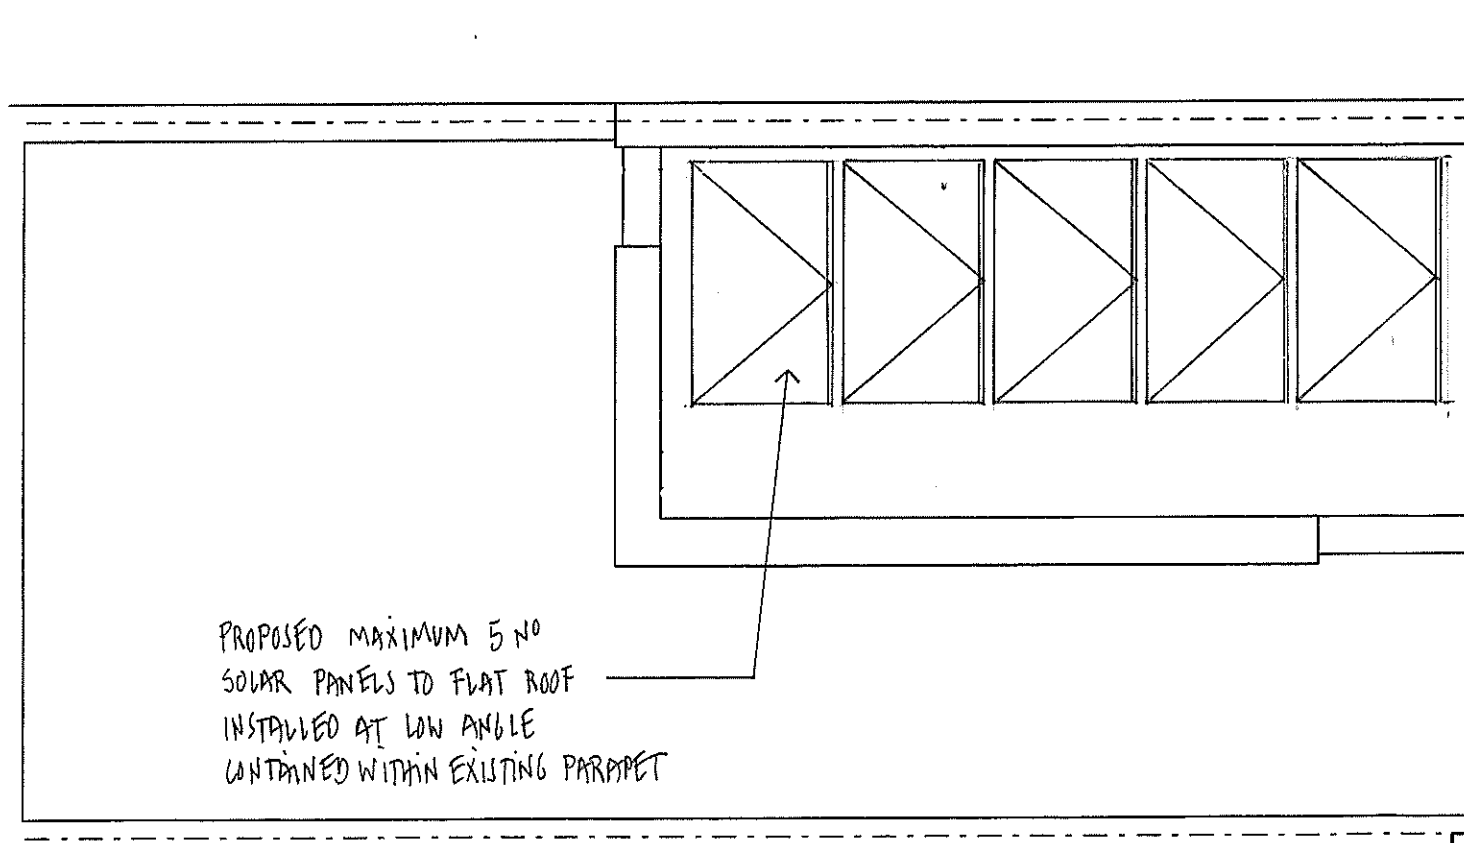 PROPOSED MAXIMUM 5 NO
SOLAR PANELS TO FLAT ROOF
INSTALLED AT LOW ANGLE
CONTAINED WITHIN EXISTING PARAPET